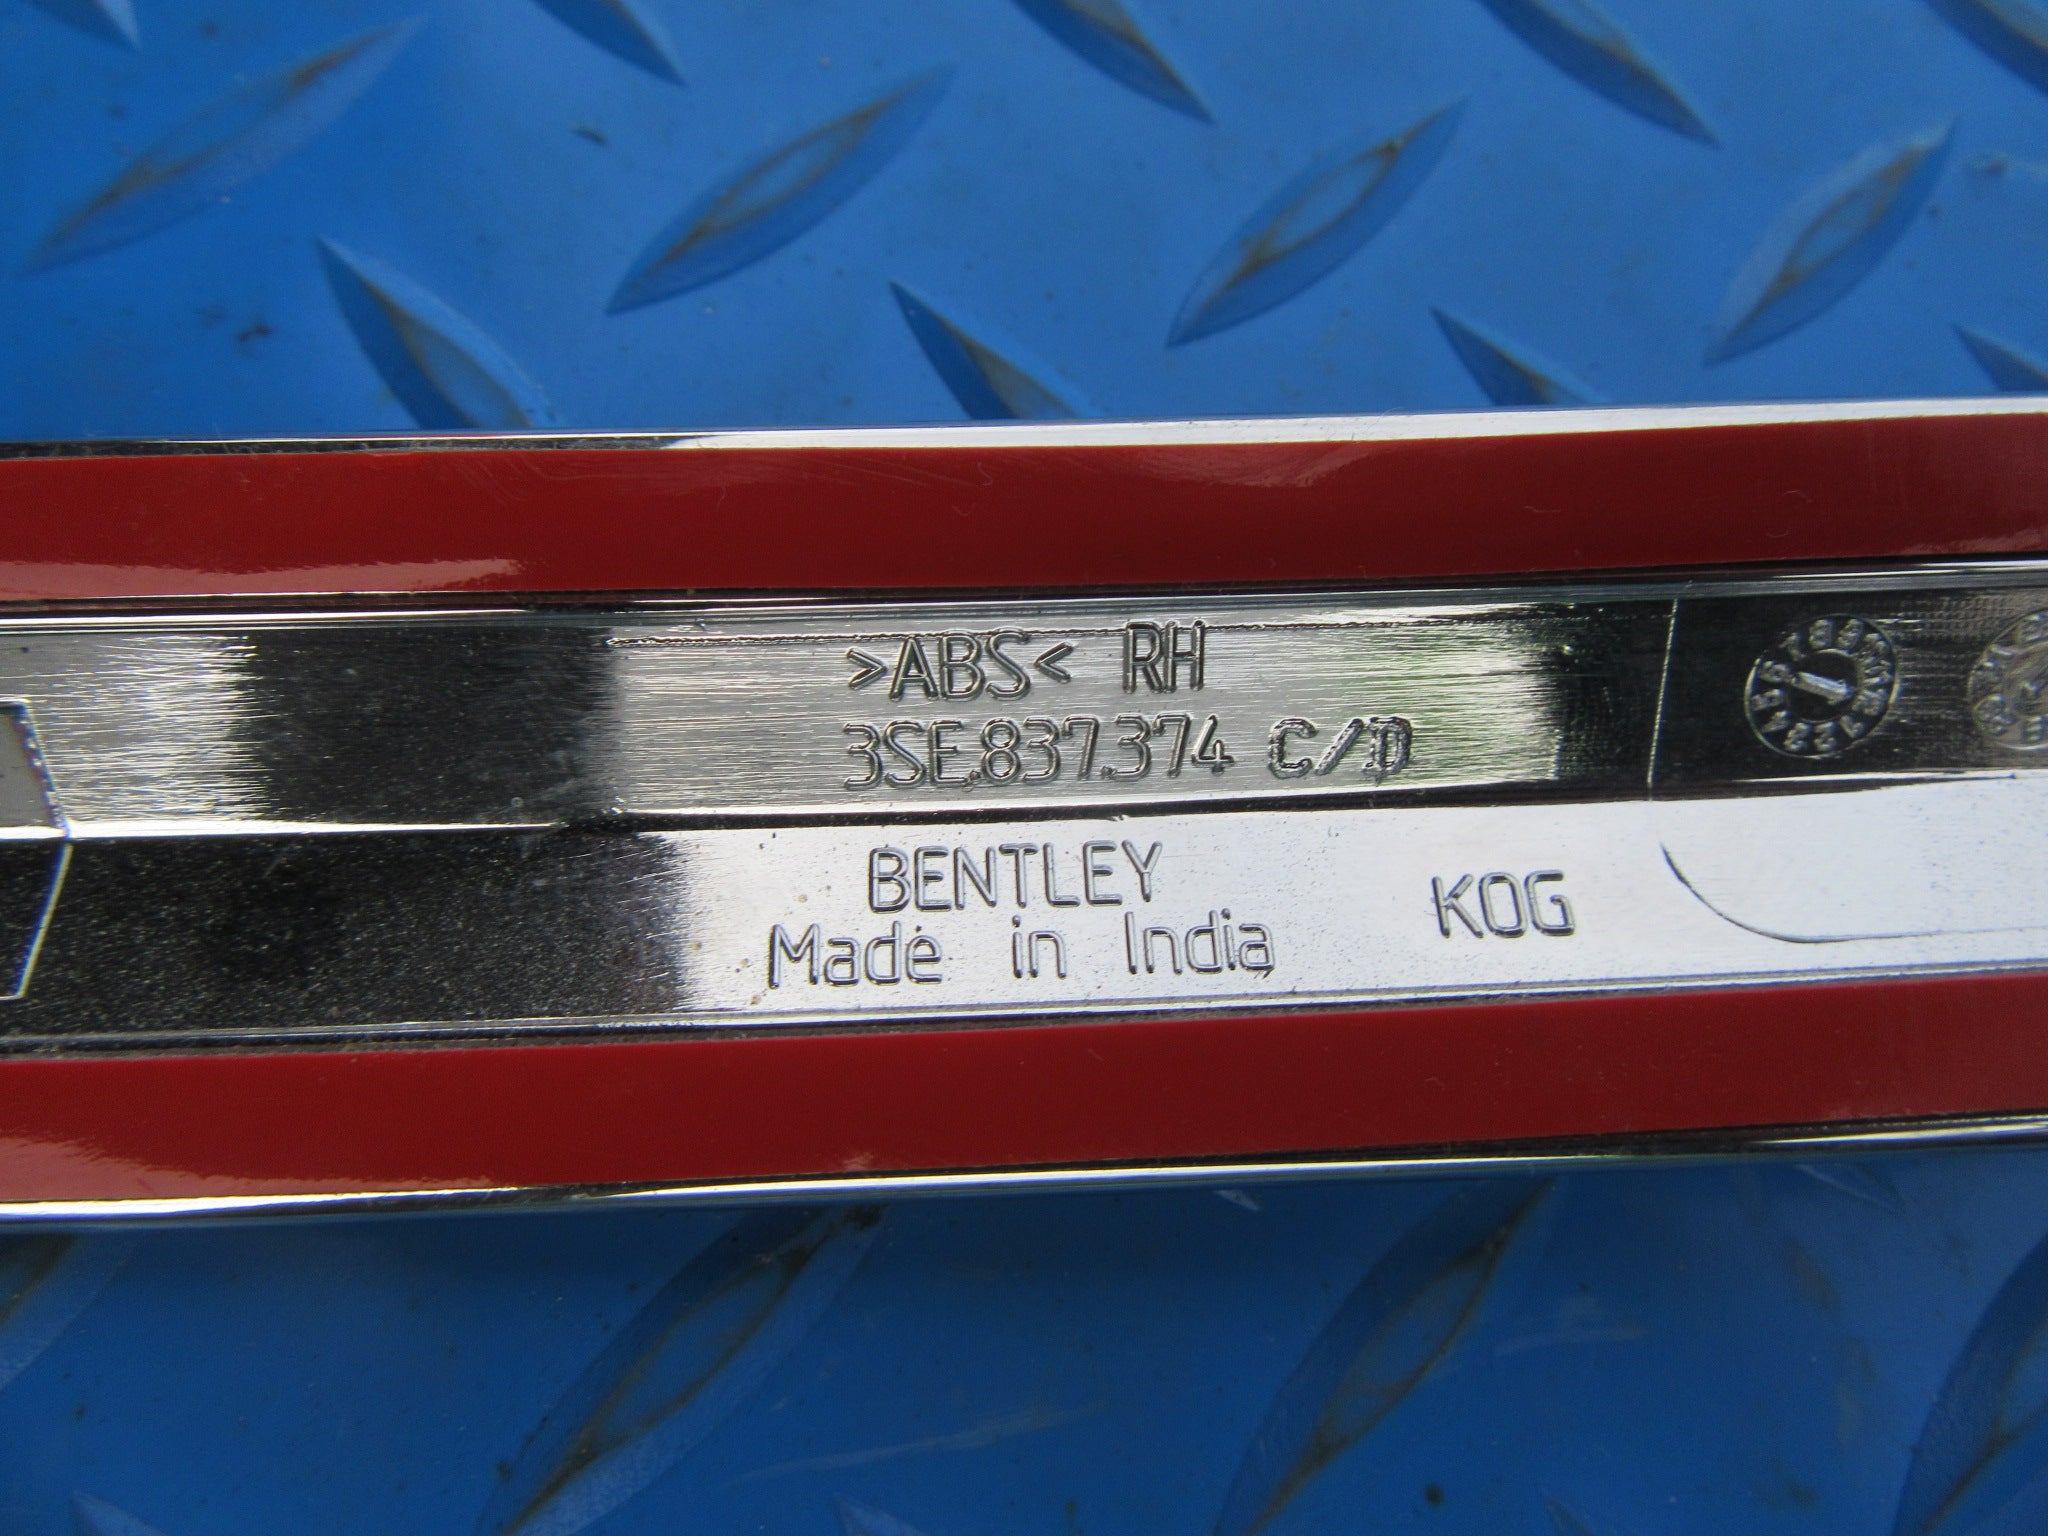 >ABS< RH
3SE.837.374 C/D
BENTLEY
Made in India
KOG